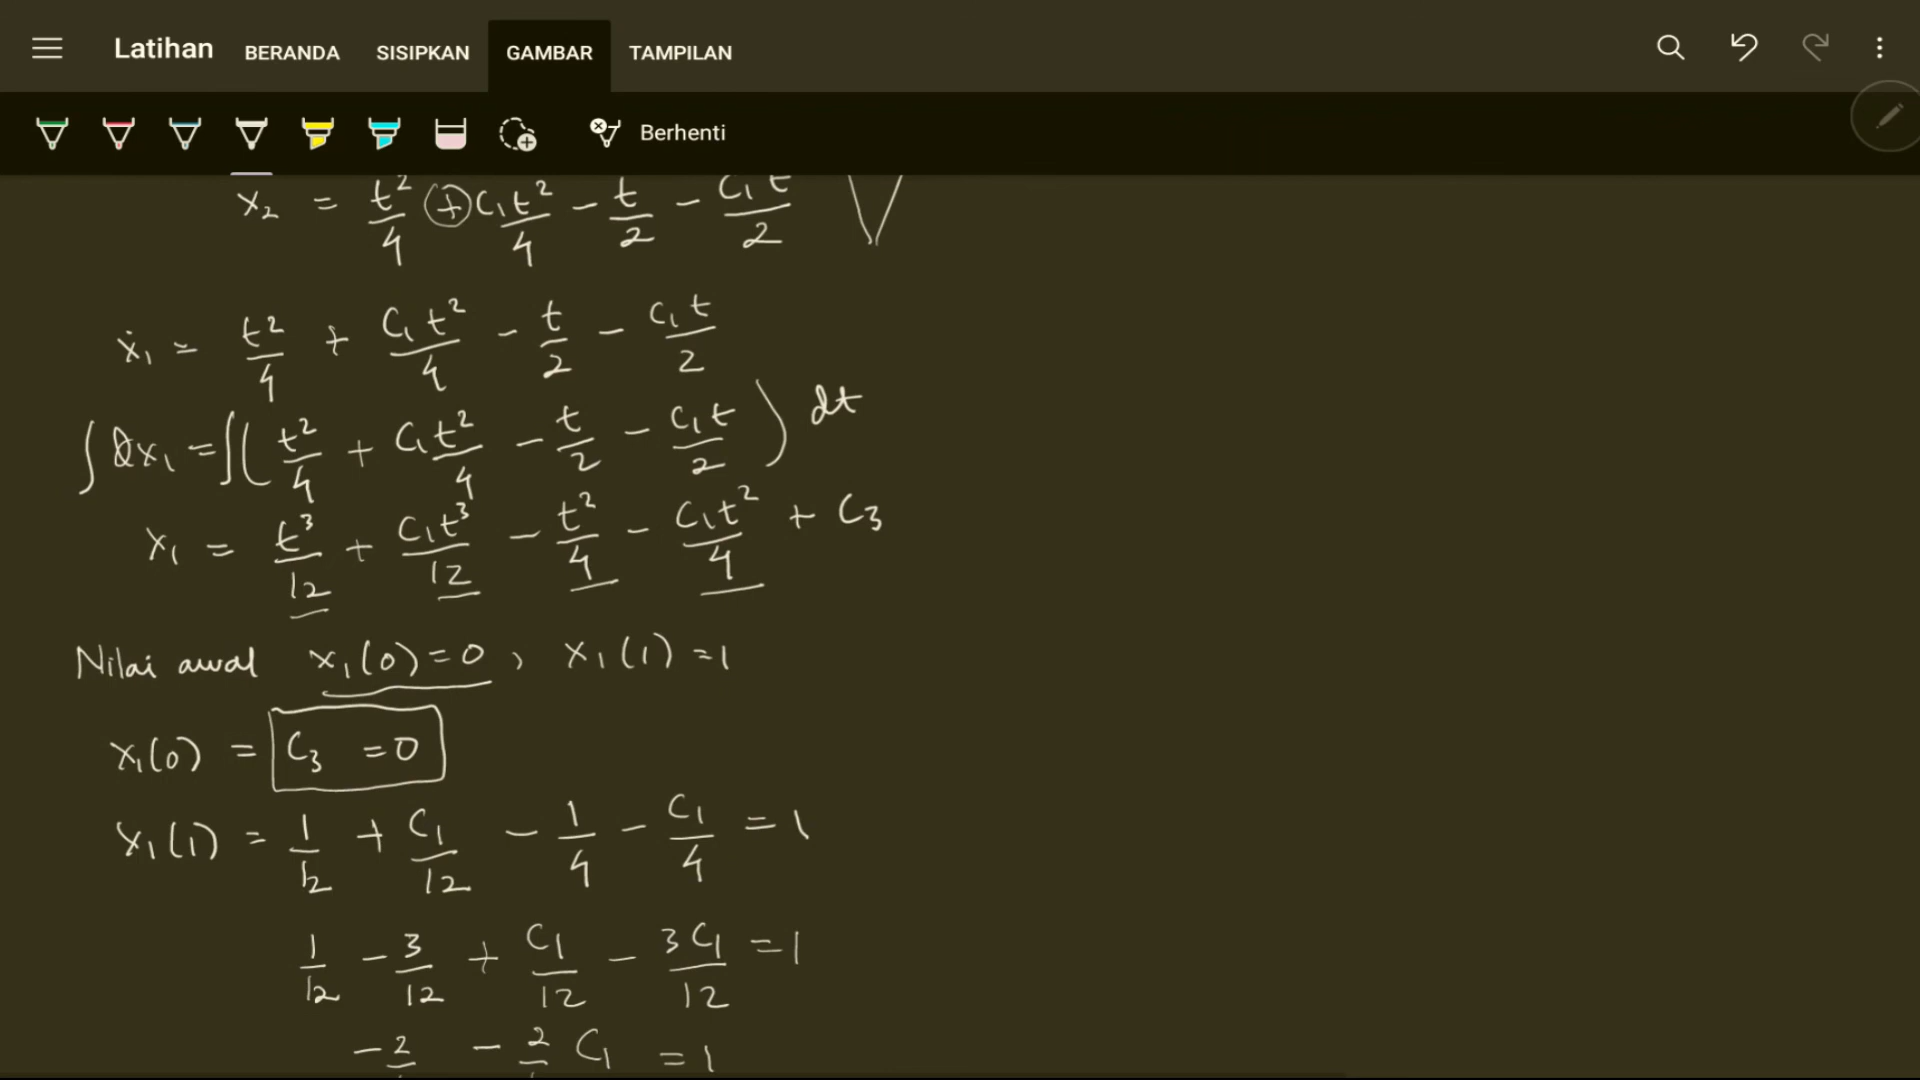 Latihan BERANDA SISIPKAN GAMBAR TAMPILAN
Berhenti
x₂ = t²/4 + C₁t²/4 - t/2 - C₁t/2
ẋ₁ = t²/4 + C₁t²/4 - t/2 - C₁t/2
∫dx₁ = ∫(t²/4 + C₁t²/4 - t/2 - C₁t/2) dt
x₁ = t³/12 + C₁t³/12 - t²/4 - C₁t²/4 + C₃
Nilai awal x₁(0) = 0 , x₁(1) = 1
x₁(0) = C₃ = 0
x₁(1) = 1/12 + C₁/12 - 1/4 - C₁/4 = 1
1/12 - 3/12 + C₁/12 - 3C₁/12 = 1